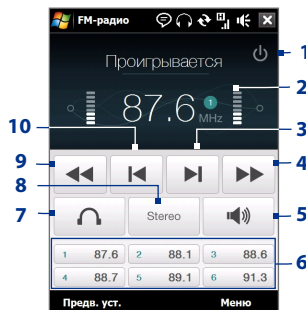 FM-радио
Проигрывается
1
2
87.6 1 MHz
10
3
9
4
8
7
Stereo
5
1 87.6 2 88.1 3 88.6
6
4 88.7 5 89.1 6 91.3
Предв. уст. Меню